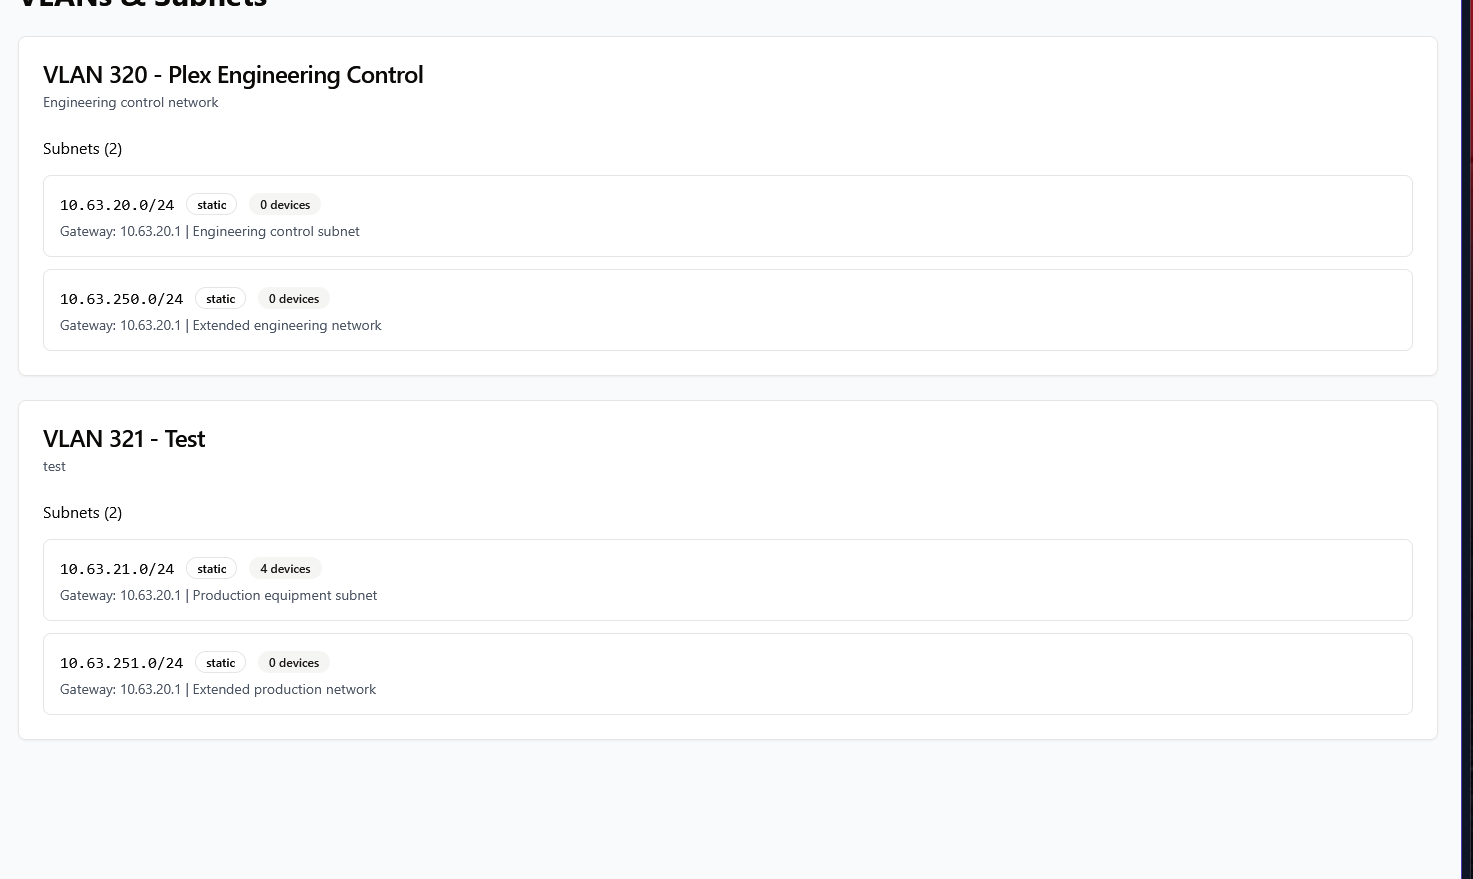 VLANs & Subnets
VLAN 320 - Plex Engineering Control
Engineering control network
Subnets (2)
10.63.20.0/24 static 0 devices
Gateway: 10.63.20.1 | Engineering control subnet
10.63.250.0/24 static 0 devices
Gateway: 10.63.20.1 | Extended engineering network
VLAN 321 - Test
test
Subnets (2)
10.63.21.0/24 static 4 devices
Gateway: 10.63.20.1 | Production equipment subnet
10.63.251.0/24 static 0 devices
Gateway: 10.63.20.1 | Extended production network